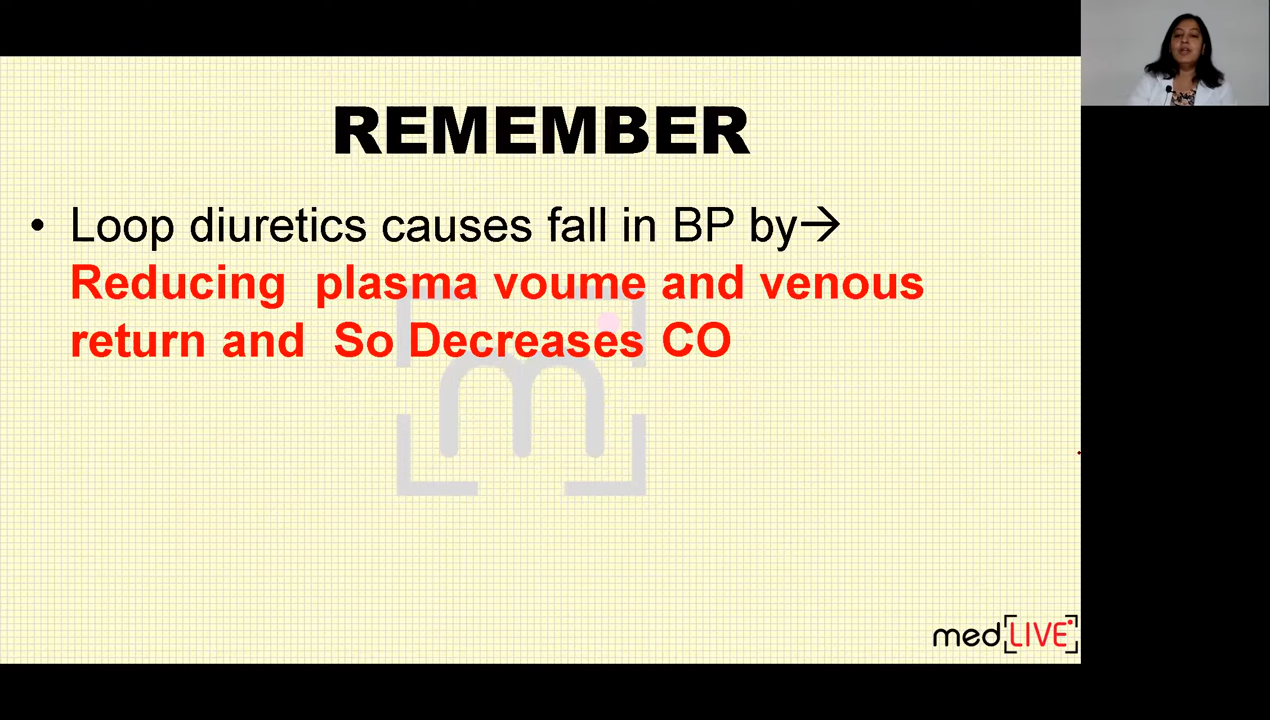 REMEMBER
• Loop diuretics causes fall in BP by→
Reducing plasma voume and venous
return and So Decreases CO
m
med LIVE